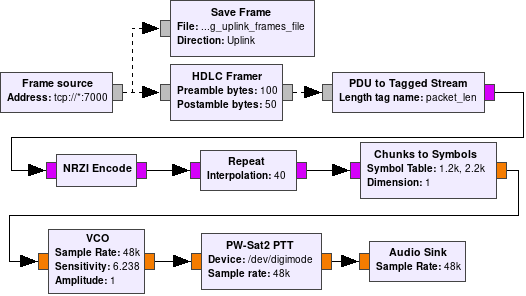 Save Frame
File: ...g_uplink_frames_file
Direction: Uplink
Frame source
Address: tcp://*:7000
HDLC Framer
Preamble bytes: 100
Postamble bytes: 50
PDU to Tagged Stream
Length tag name: packet_len
NRZI Encode
Repeat
Interpolation: 40
Chunks to Symbols
Symbol Table: 1.2k, 2.2k
Dimension: 1
VCO
Sample Rate: 48k
Sensitivity: 6.238
Amplitude: 1
PW-Sat2 PTT
Device: /dev/digimode
Sample rate: 48k
Audio Sink
Sample Rate: 48k